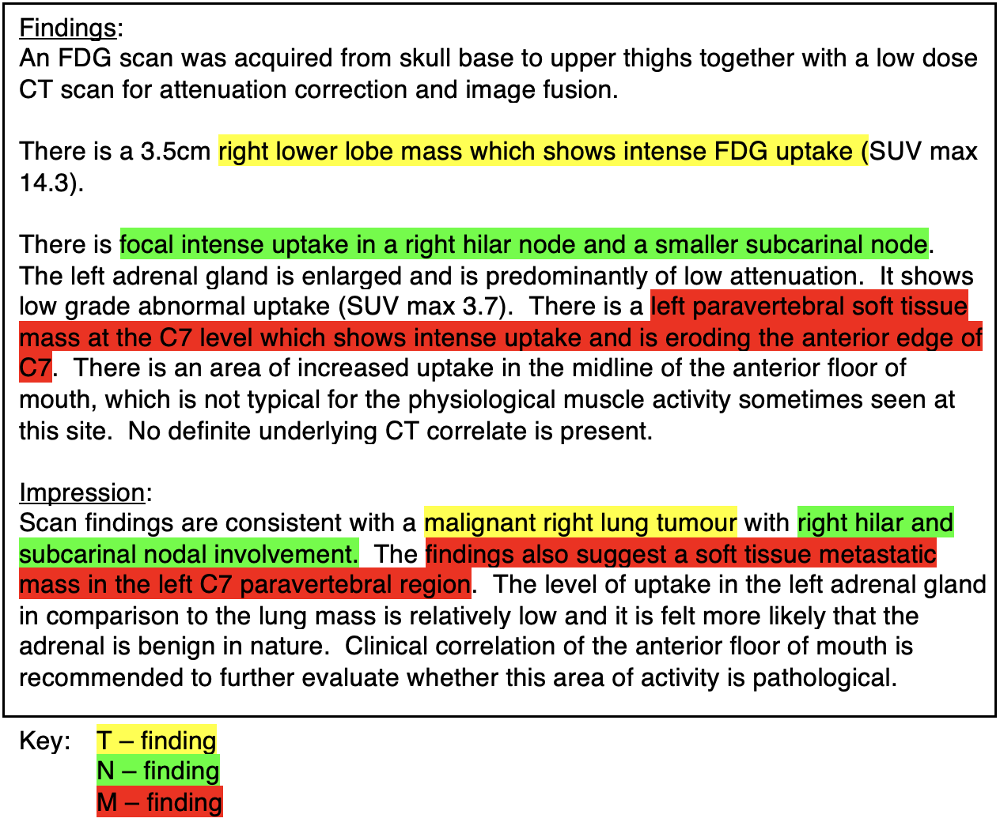 Findings:
An FDG scan was acquired from skull base to upper thighs together with a low dose
CT scan for attenuation correction and image fusion.
There is a 3.5cm right lower lobe mass which shows intense FDG uptake (SUV max
14.3).
There is focal intense uptake in a right hilar node and a smaller subcarinal node.
The left adrenal gland is enlarged and is predominantly of low attenuation.  It shows
low grade abnormal uptake (SUV max 3.7).  There is a left paravertebral soft tissue
mass at the C7 level which shows intense uptake and is eroding the anterior edge of
C7.  There is an area of increased uptake in the midline of the anterior floor of
mouth, which is not typical for the physiological muscle activity sometimes seen at
this site.  No definite underlying CT correlate is present.
Impression:
Scan findings are consistent with a malignant right lung tumour with right hilar and
subcarinal nodal involvement.  The findings also suggest a soft tissue metastatic
mass in the left C7 paravertebral region.  The level of uptake in the left adrenal gland
in comparison to the lung mass is relatively low and it is felt more likely that the
adrenal is benign in nature.  Clinical correlation of the anterior floor of mouth is
recommended to further evaluate whether this area of activity is pathological.
Key: T – finding
N – finding
M – finding